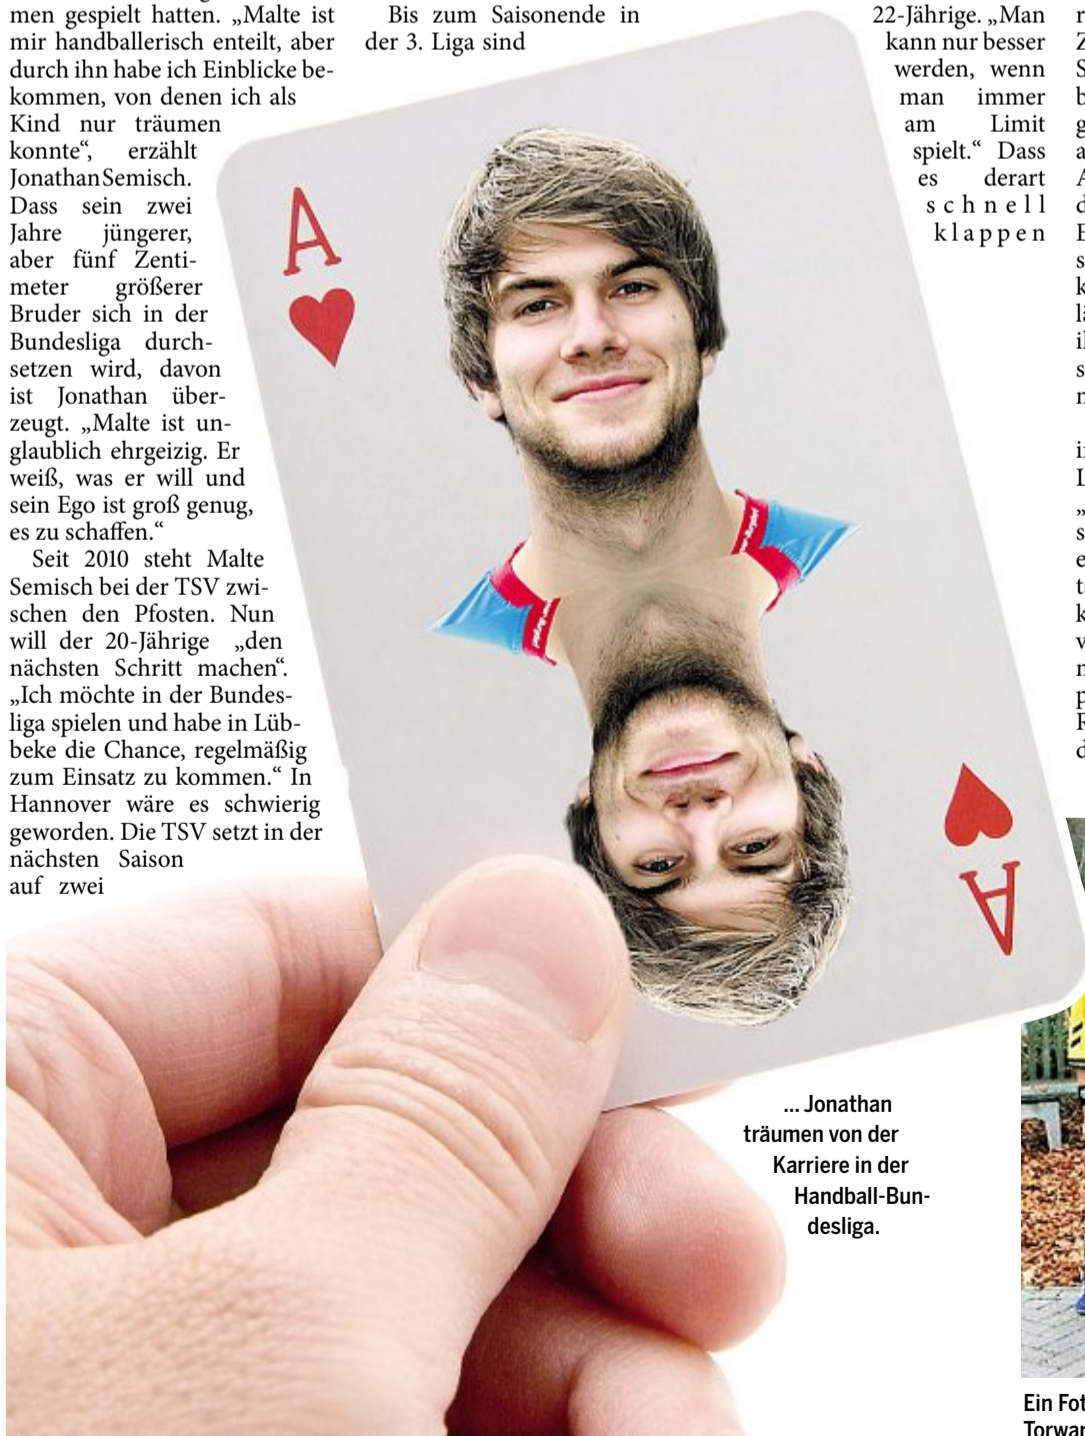 men gespielt hatten. „Malte ist
mir handballerisch enteilt, aber
durch ihn habe ich Einblicke be-
kommen, von denen ich als
Kind nur träumen
konnte“, erzählt
Jonathan Semisch.
Dass sein zwei
Jahre jüngerer,
aber fünf Zenti-
meter größerer
Bruder sich in der
Bundesliga durch-
setzen wird, davon
ist Jonathan über-
zeugt. „Malte ist un-
glaublich ehrgeizig. Er
weiß, was er will und
sein Ego ist groß genug,
es zu schaffen.“
Seit 2010 steht Malte
Semisch bei der TSV zwi-
schen den Pfosten. Nun
will der 20-Jährige „den
nächsten Schritt machen“.
„Ich möchte in der Bundes-
liga spielen und habe in Lüb-
beke die Chance, regelmäßig
zum Einsatz zu kommen.“ In
Hannover wäre es schwierig
geworden. Die TSV setzt in der
nächsten Saison
auf zwei
Bis zum Saisonende in
der 3. Liga sind
22-Jährige. „Man
kann nur besser
werden, wenn
man immer
am Limit
spielt.“ Dass
es derart
schnell
klappen
A
A
... Jonathan
träumen von der
Karriere in der
Handball-Bun-
desliga.
Ein Fot
Torwar